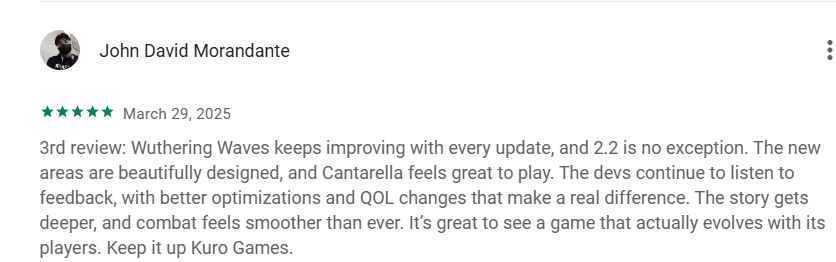 John David Morandante
March 29, 2025
3rd review: Wuthering Waves keeps improving with every update, and 2.2 is no exception. The new
areas are beautifully designed, and Cantarella feels great to play. The devs continue to listen to
feedback, with better optimizations and QOL changes that make a real difference. The story gets
deeper, and combat feels smoother than ever. It’s great to see a game that actually evolves with its
players. Keep it up Kuro Games.